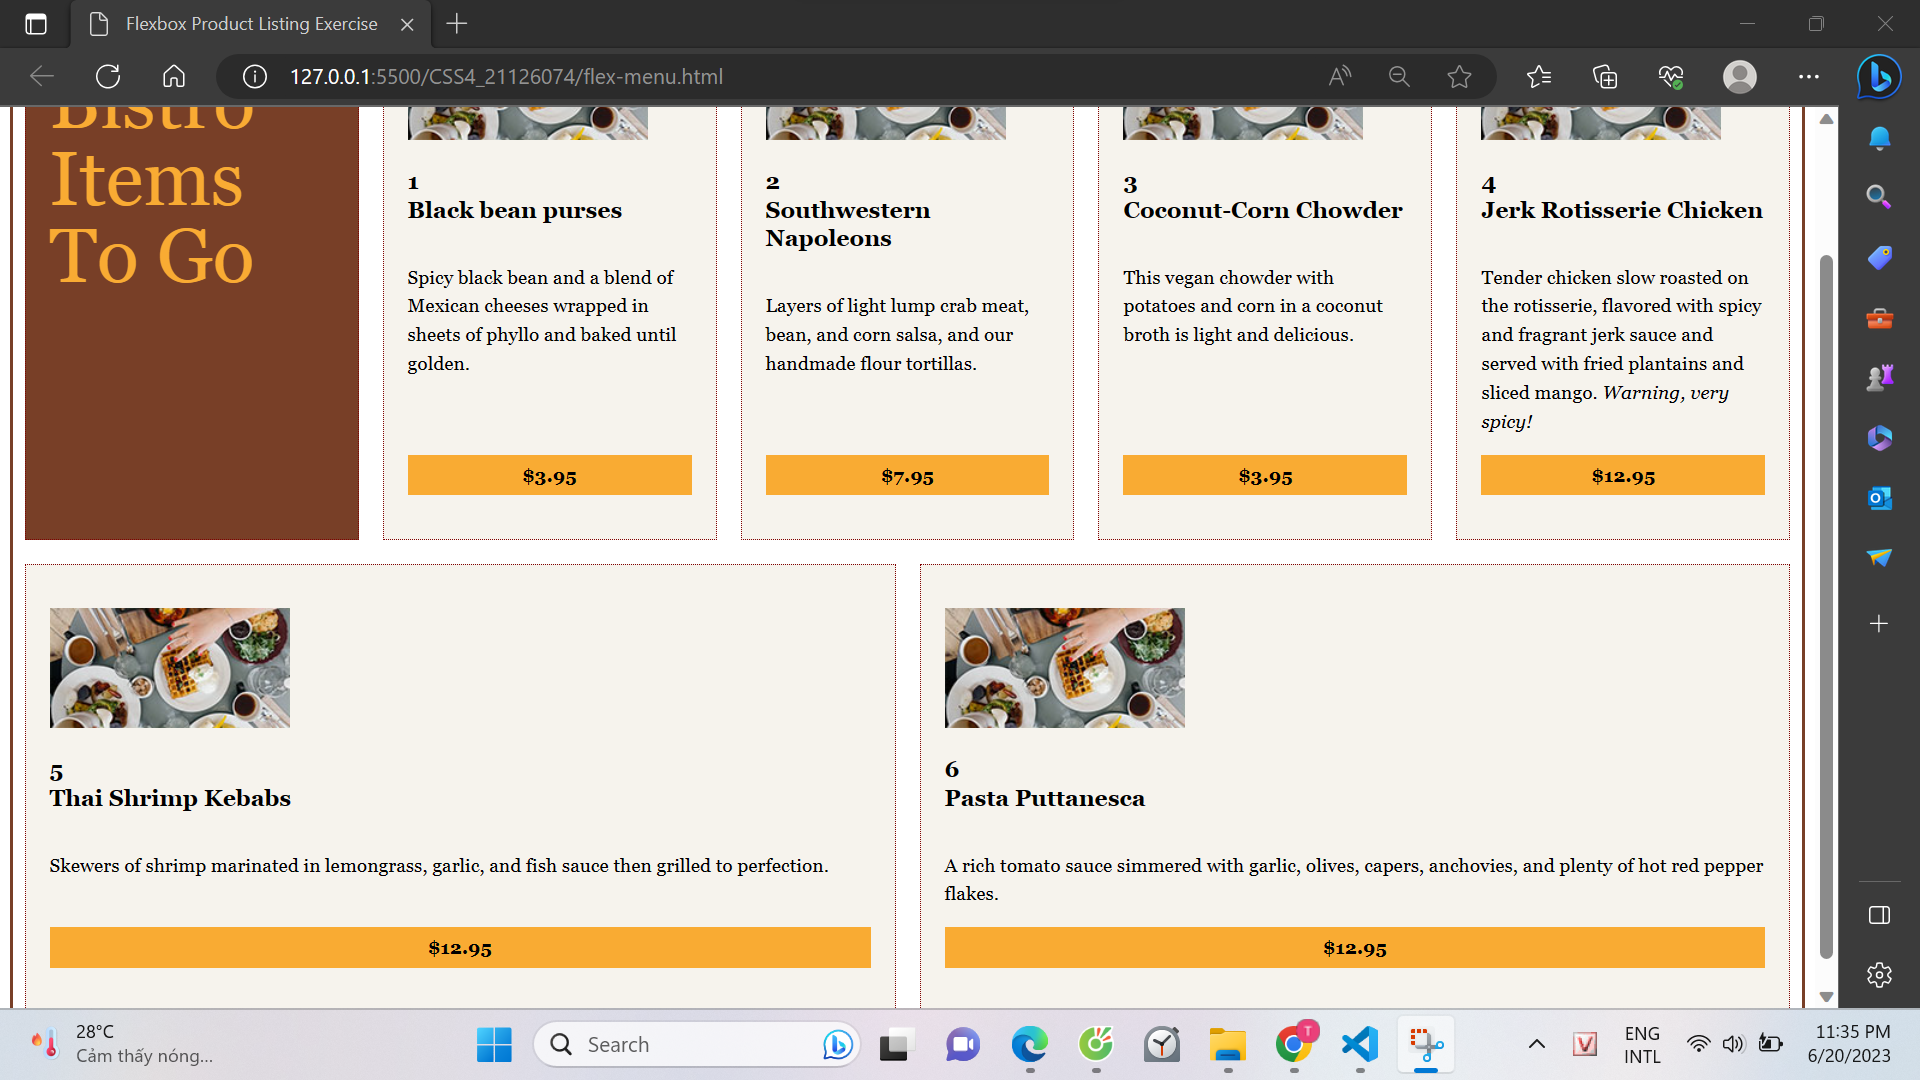 Flexbox Product Listing Exercise
127.0.0.1:5500/CSS4_21126074/flex-menu.html
Bistro
Items
To Go
1
Black bean purses
Spicy black bean and a blend of
Mexican cheeses wrapped in
sheets of phyllo and baked until
golden.
$3.95
2
Southwestern
Napoleons
Layers of light lump crab meat,
bean, and corn salsa, and our
handmade flour tortillas.
$7.95
3
Coconut-Corn Chowder
This vegan chowder with
potatoes and corn in a coconut
broth is light and delicious.
$3.95
4
Jerk Rotisserie Chicken
Tender chicken slow roasted on
the rotisserie, flavored with spicy
and fragrant jerk sauce and
served with fried plantains and
sliced mango. Warning, very
spicy!
$12.95
5
Thai Shrimp Kebabs
Skewers of shrimp marinated in lemongrass, garlic, and fish sauce then grilled to perfection.
$12.95
6
Pasta Puttanesca
A rich tomato sauce simmered with garlic, olives, capers, anchovies, and plenty of hot red pepper
flakes.
$12.95
28°C
Cảm thấy nóng...
Search
T
V
ENG
INTL
11:35 PM
6/20/2023